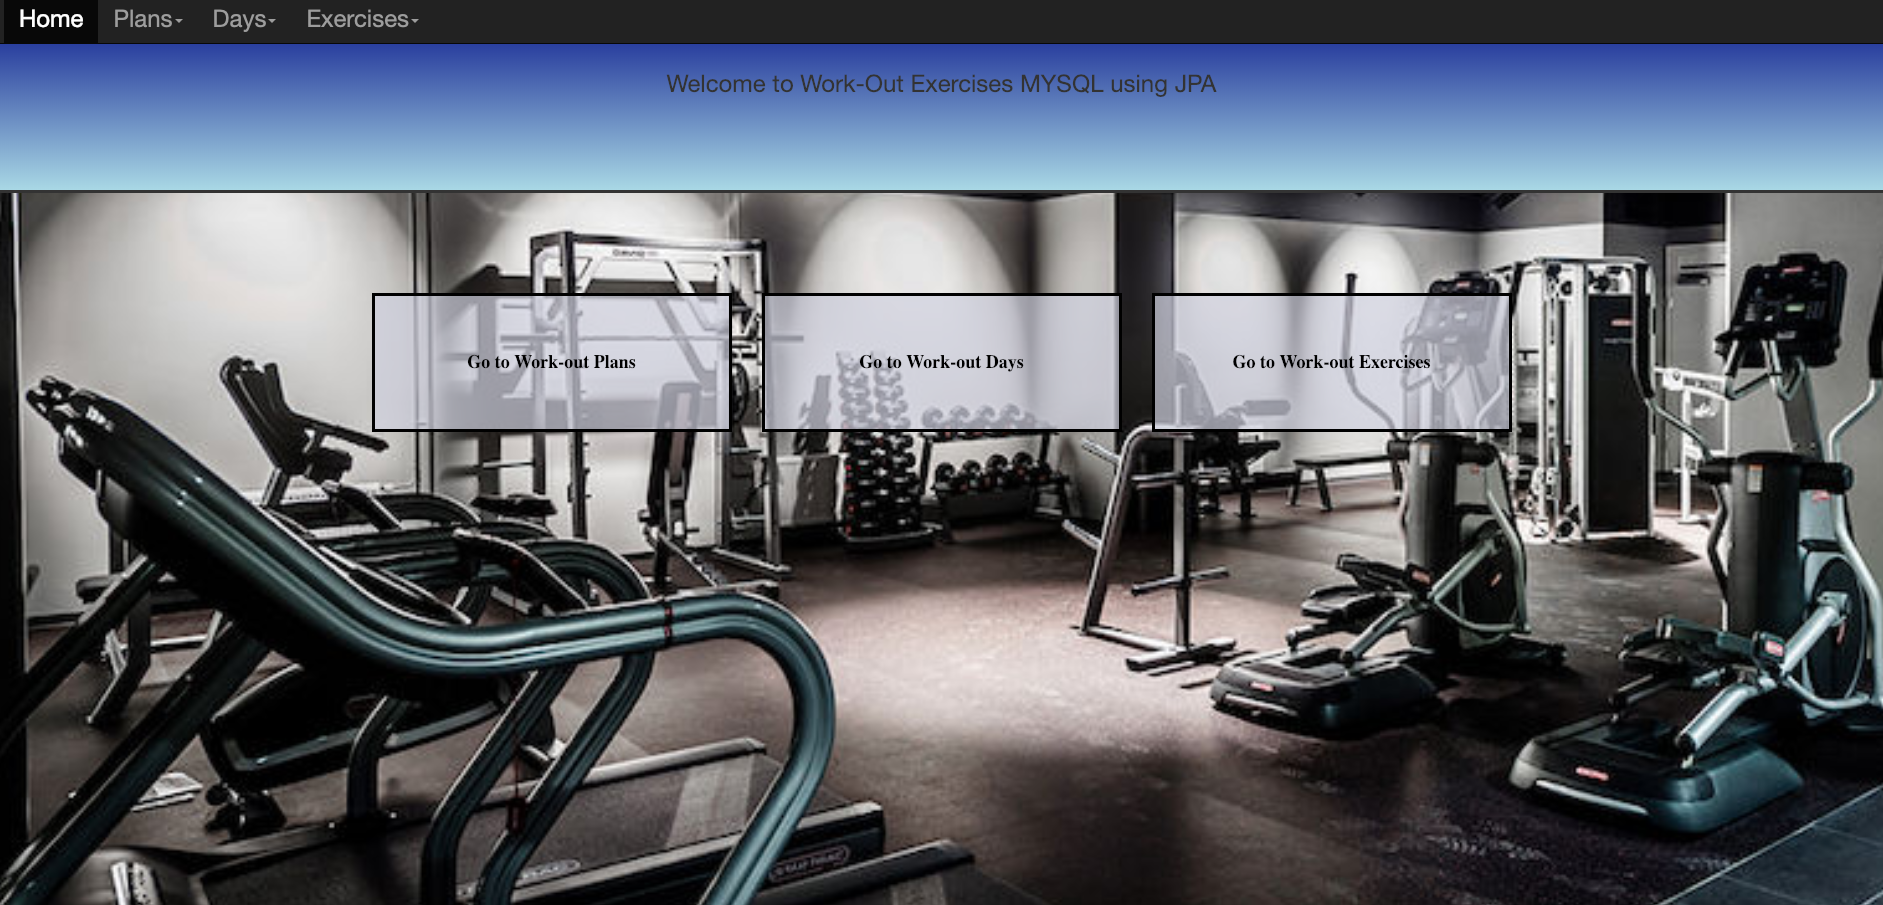 Home Plans Days Exercises
Welcome to Work-Out Exercises MYSQL using JPA
Go to Work-out Plans
Go to Work-out Days
Go to Work-out Exercises